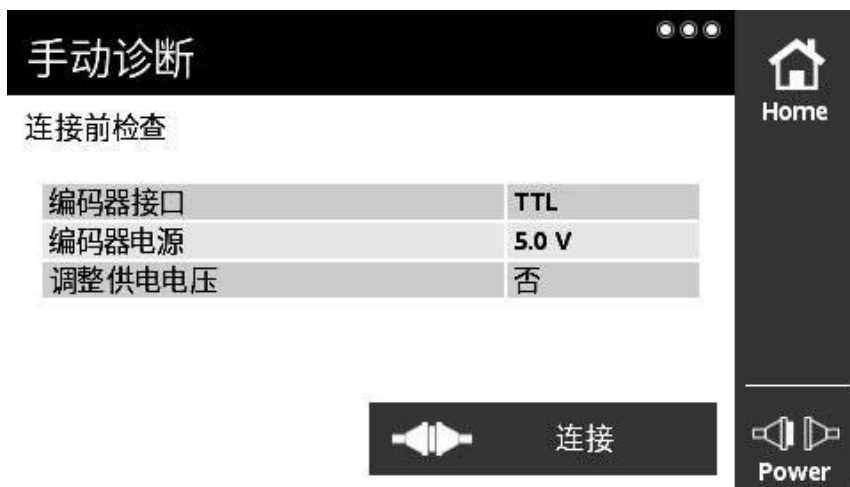 手动诊断
Home
连接前检查
编码器接口 TTL
编码器电源 5.0 V
调整供电电压 否
连接
Power